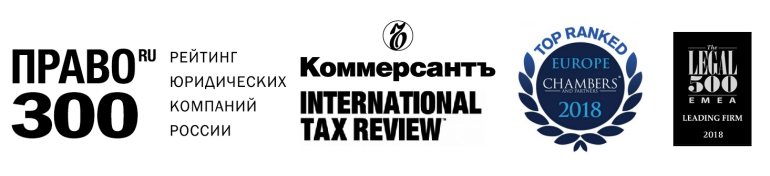 ПРАВО RU
300
РЕЙТИНГ
ЮРИДИЧЕСКИХ
КОМПАНИЙ
РОССИИ
Коммерсантъ
INTERNATIONAL
TAX REVIEW™
TOP RANKED
EUROPE
CHAMBERS®
AND PARTNERS
2018
The
LEGAL
500
EMEA
LEADING FIRM
2018